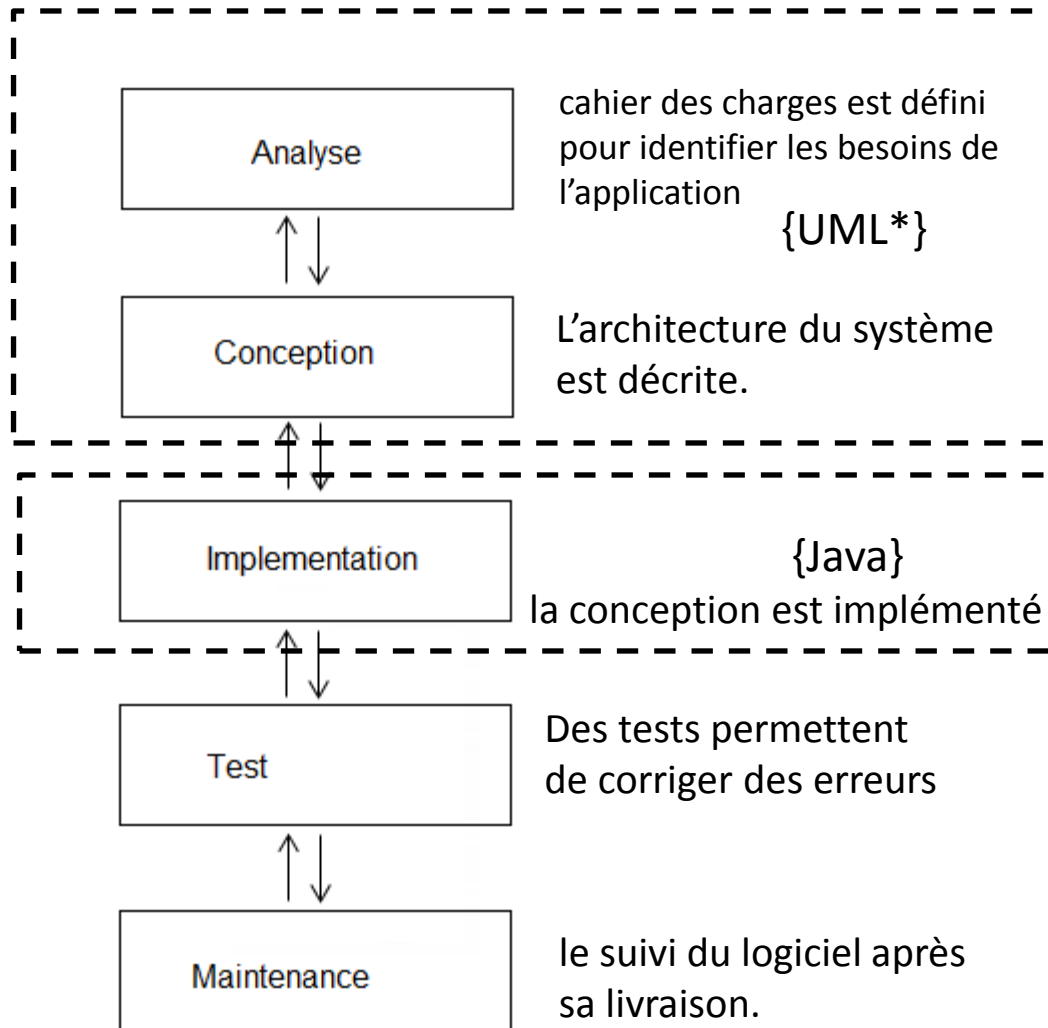 Analyse
cahier des charges est défini
pour identifier les besoins de
l’application
{UML*}
Conception
L’architecture du système
est décrite.
Implementation
{Java}
la conception est implémenté
Test
Des tests permettent
de corriger des erreurs
Maintenance
le suivi du logiciel après
sa livraison.